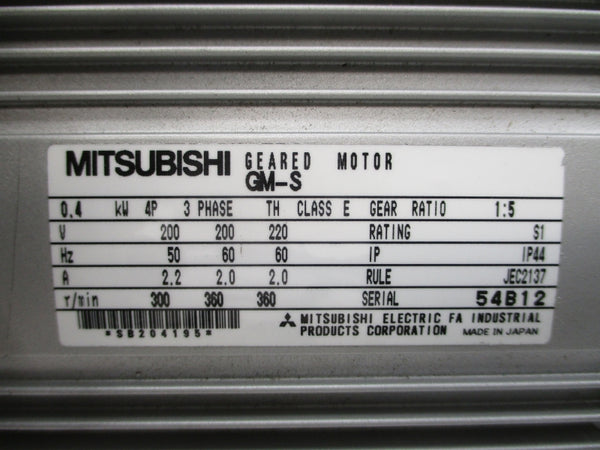 MITSUBISHI GEARED MOTOR
GM-S
0.4 kW 4P 3 PHASE TH CLASS E GEAR RATIO 1:5
V 200 200 220 RATING S1
Hz 50 60 60 IP IP44
A 2.2 2.0 2.0 RULE JEC2137
r/min 300 360 360 SERIAL 54B12
*SB204195*
MITSUBISHI ELECTRIC FA INDUSTRIAL
PRODUCTS CORPORATION MADE IN JAPAN